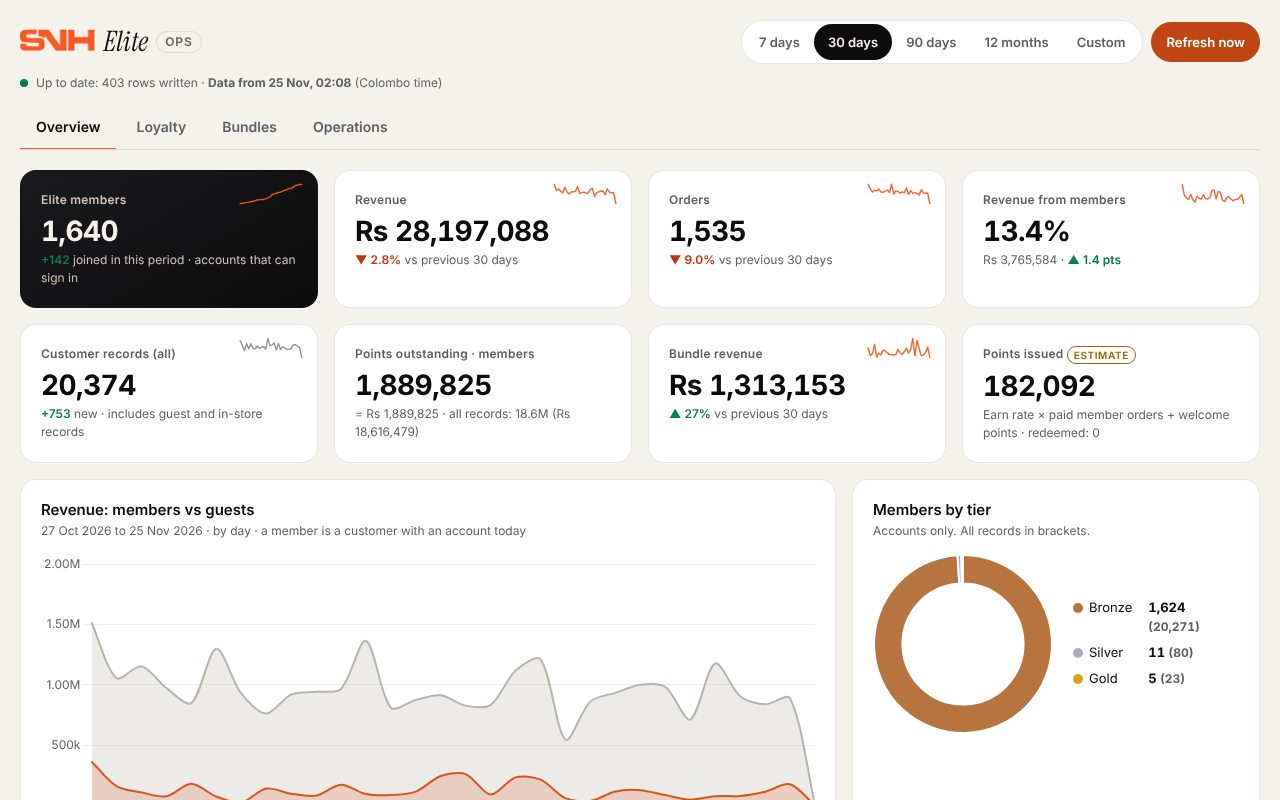 SNH Elite OPS
7 days 30 days 90 days 12 months Custom Refresh now
Up to date: 403 rows written · Data from 25 Nov, 02:08 (Colombo time)
Overview Loyalty Bundles Operations
Elite members
1,640
+142 joined in this period · accounts that can
sign in
Revenue
Rs 28,197,088
▼ 2.8% vs previous 30 days
Orders
1,535
▼ 9.0% vs previous 30 days
Revenue from members
13.4%
Rs 3,765,584 · ▲ 1.4 pts
Customer records (all)
20,374
+753 new · includes guest and in-store
records
Points outstanding · members
1,889,825
= Rs 1,889,825 · all records: 18.6M (Rs
18,616,479)
Bundle revenue
Rs 1,313,153
▲ 27% vs previous 30 days
Points issued ESTIMATE
182,092
Earn rate × paid member orders + welcome
points · redeemed: 0
Revenue: members vs guests
27 Oct 2026 to 25 Nov 2026 · by day · a member is a customer with an account today
2.00M
1.50M
1.00M
500k
Members by tier
Accounts only. All records in brackets.
Bronze 1,624
(20,271)
Silver 11 (80)
Gold 5 (23)